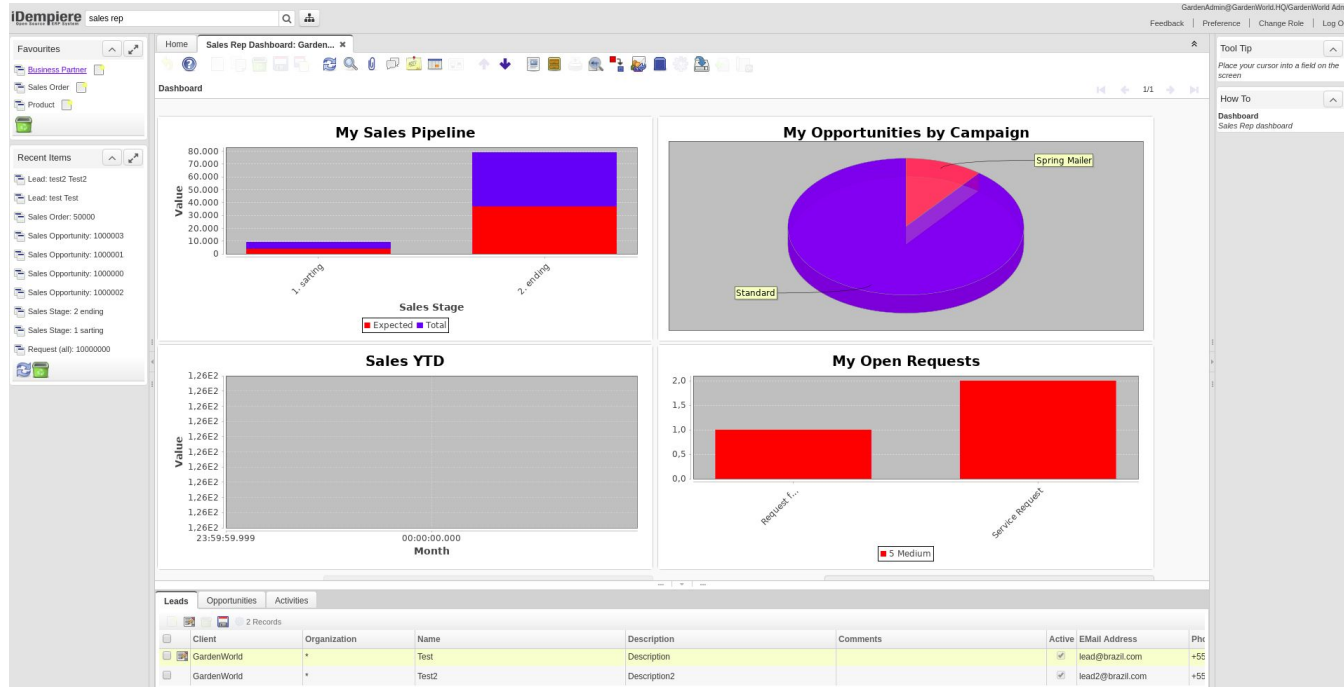 GardenAdmin@GardenWorld.HQ/GardenWorld Adm
iDempiere
Open Source ERP System
sales rep
Feedback | Preference | Change Role | Log O
Favourites
Business Partner
Sales Order
Product
Recent Items
Lead: test2 Test2
Lead: test Test
Sales Order: 50000
Sales Opportunity: 1000003
Sales Opportunity: 1000001
Sales Opportunity: 1000000
Sales Opportunity: 1000002
Sales Stage: 2 ending
Sales Stage: 1 sarting
Request (all): 10000000
Home
Sales Rep Dashboard: Garden...
Dashboard
1/1
My Sales Pipeline
80.000
70.000
60.000
50.000
40.000
30.000
20.000
10.000
0
Value
1. sarting
2. ending
Sales Stage
Expected Total
My Opportunities by Campaign
Spring Mailer
Standard
Sales YTD
1,26E2
1,26E2
1,26E2
1,26E2
1,26E2
1,26E2
1,26E2
1,26E2
1,26E2
1,26E2
1,26E2
Value
23:59:59.999
00:00:00.000
Month
My Open Requests
2,0
1,5
1,0
0,5
0,0
Request f...
Service Request
5 Medium
Leads
Opportunities
Activities
2 Records
Client Organization Name Description Comments Active EMail Address Pho
GardenWorld * Test Description lead@brazil.com +55
GardenWorld * Test2 Description2 lead2@brazil.com +55
Tool Tip
Place your cursor into a field on the
screen
How To
Dashboard
Sales Rep dashboard